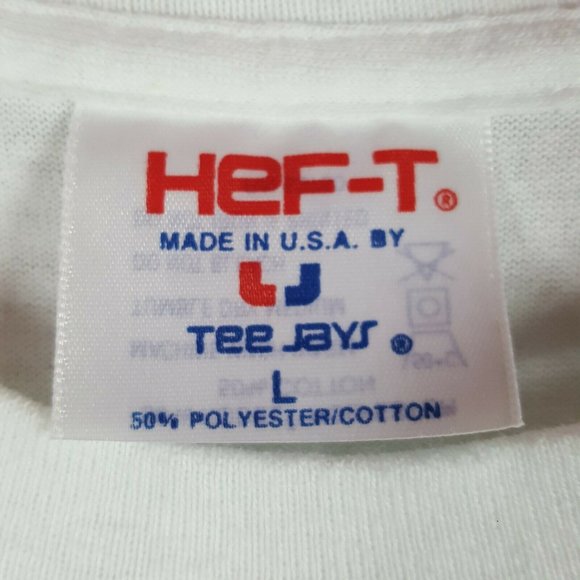 HeF-T®
MADE IN U.S.A. BY
TEE JAYS®
L
50% POLYESTER/COTTON